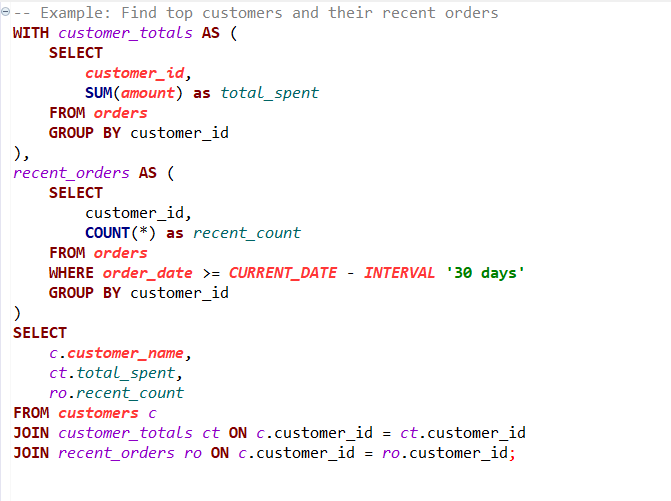 -- Example: Find top customers and their recent orders
WITH customer_totals AS (
    SELECT
        customer_id,
        SUM(amount) as total_spent
    FROM orders
    GROUP BY customer_id
),
recent_orders AS (
    SELECT
        customer_id,
        COUNT(*) as recent_count
    FROM orders
    WHERE order_date >= CURRENT_DATE - INTERVAL '30 days'
    GROUP BY customer_id
)
SELECT
    c.customer_name,
    ct.total_spent,
    ro.recent_count
FROM customers c
JOIN customer_totals ct ON c.customer_id = ct.customer_id
JOIN recent_orders ro ON c.customer_id = ro.customer_id;